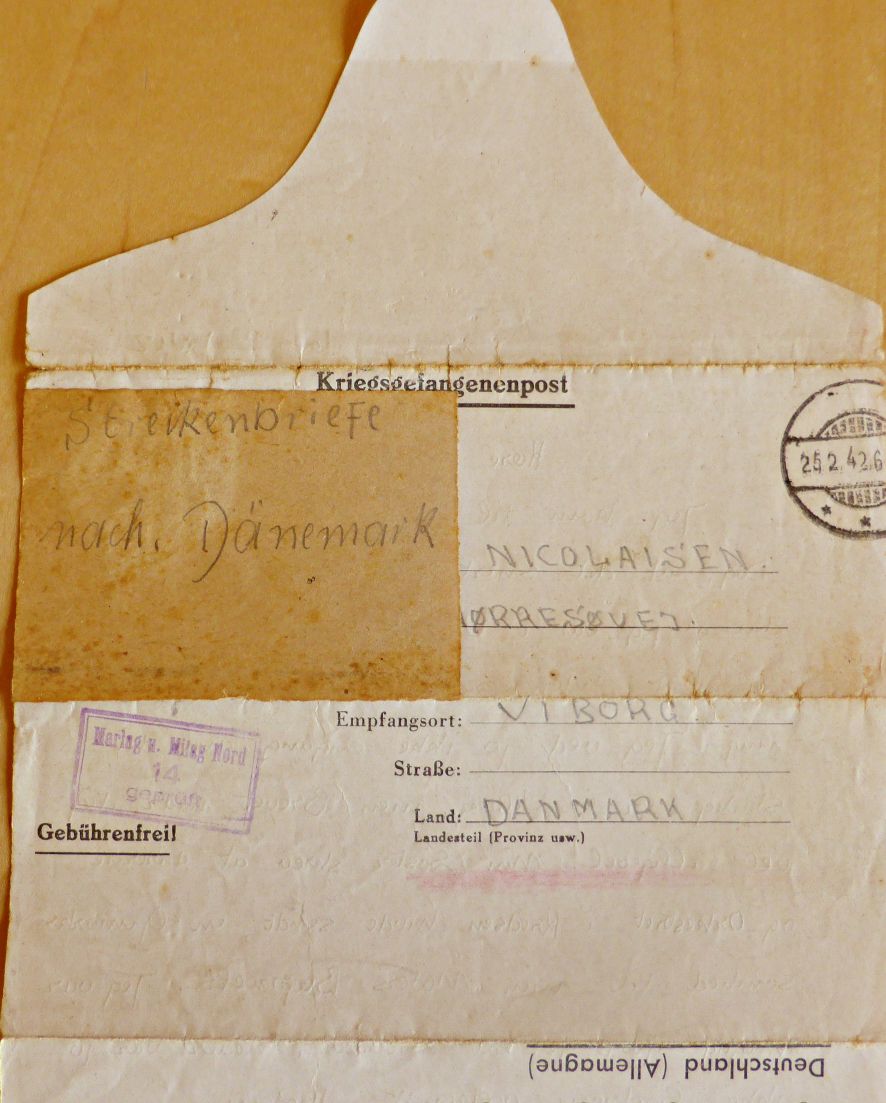 Kriegsgefangenenpost
Streikenbriefe
nach. Dänemark
25.2.42.6
NICOLAISEN.
ØRRESØVEJ.
Empfangsort: VIBORG.
Straße:
Land: DANMARK
Landesteil (Provinz usw.)
Marlag u. Milag Nord
14
geprüft
Gebührenfrei!
Deutschland (Allemagne)